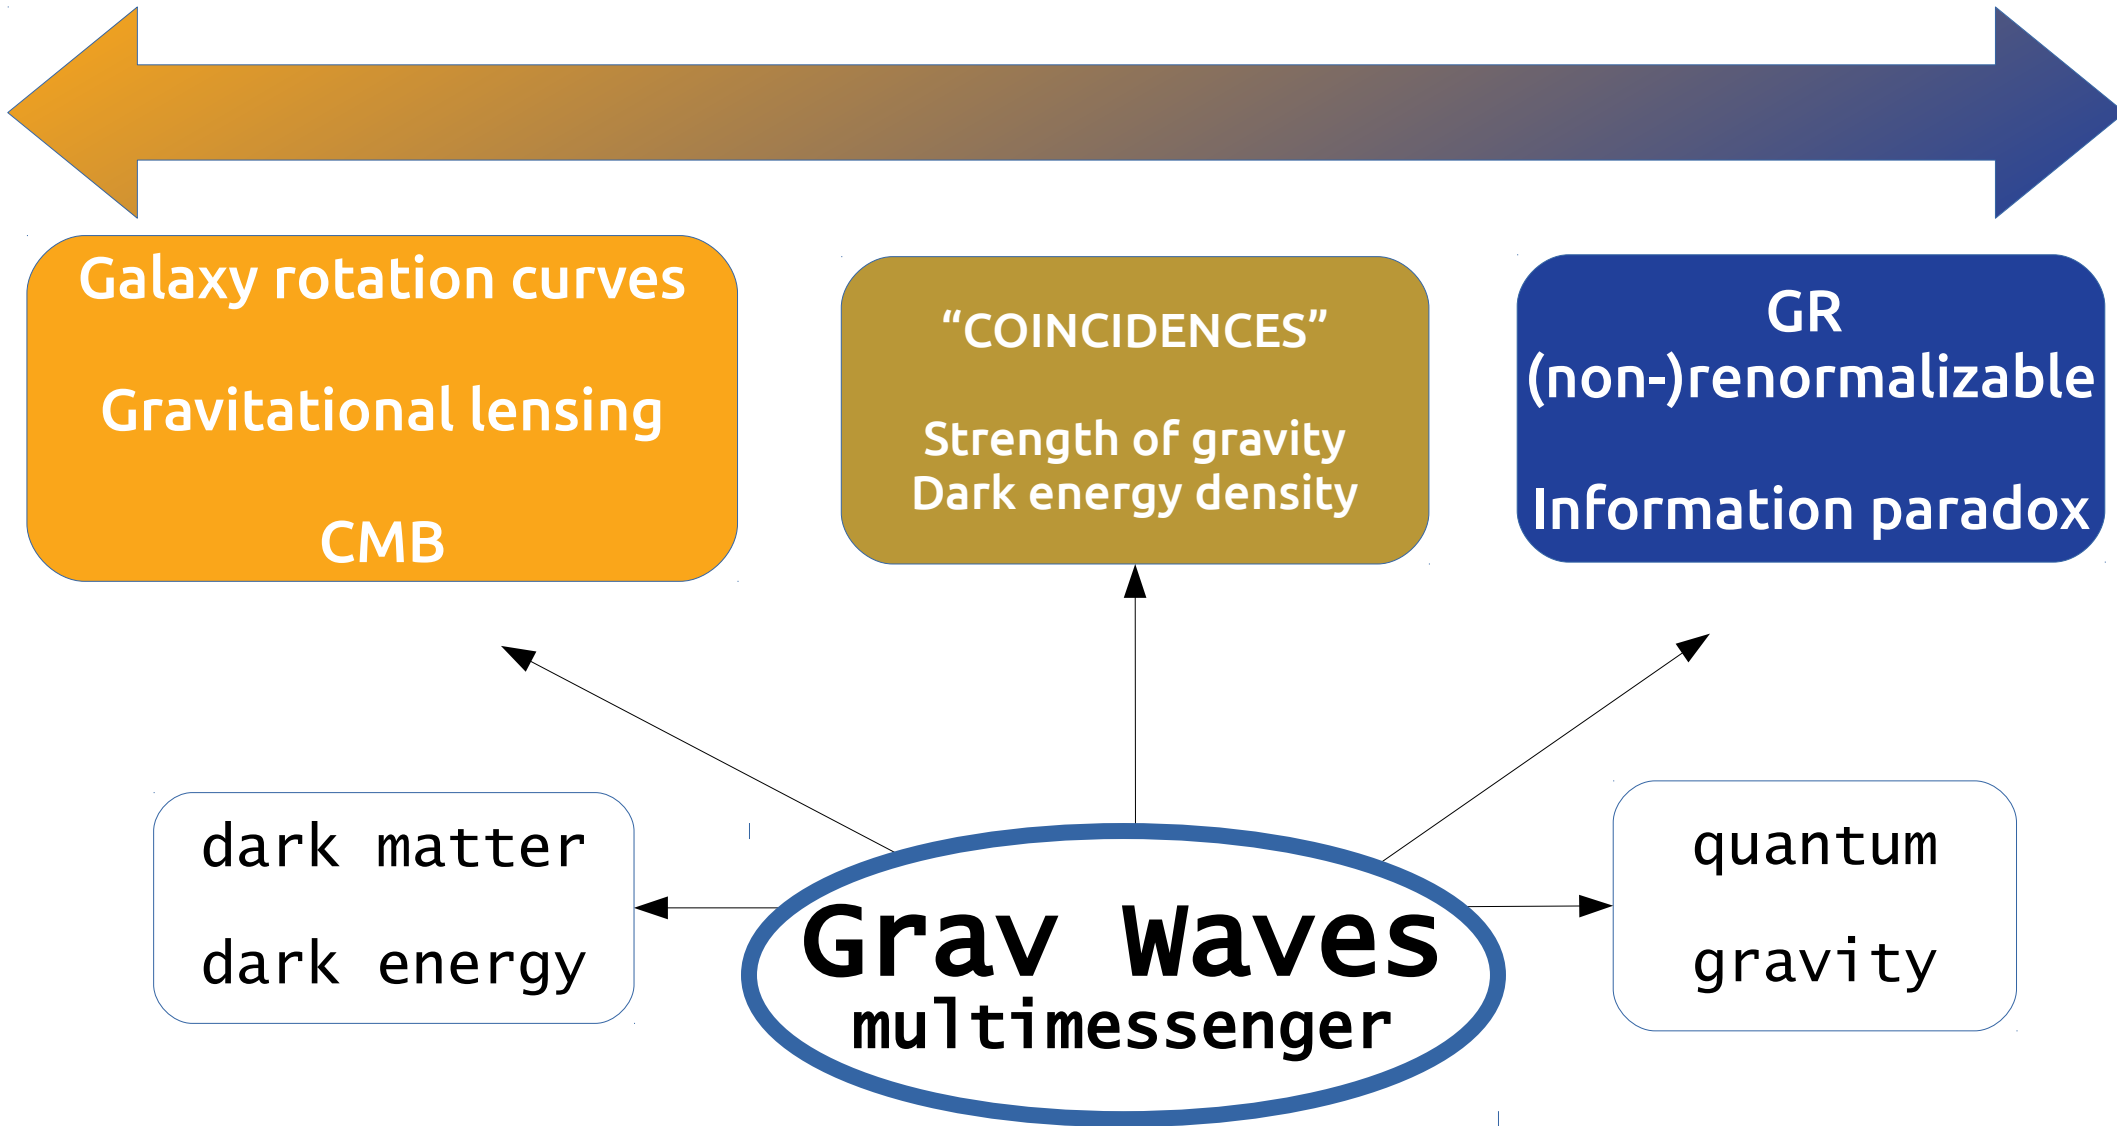 Galaxy rotation curves
Gravitational lensing
CMB
“COINCIDENCES”
Strength of gravity
Dark energy density
GR
(non-)renormalizable
Information paradox
dark matter
dark energy
Grav Waves
multimessenger
quantum
gravity